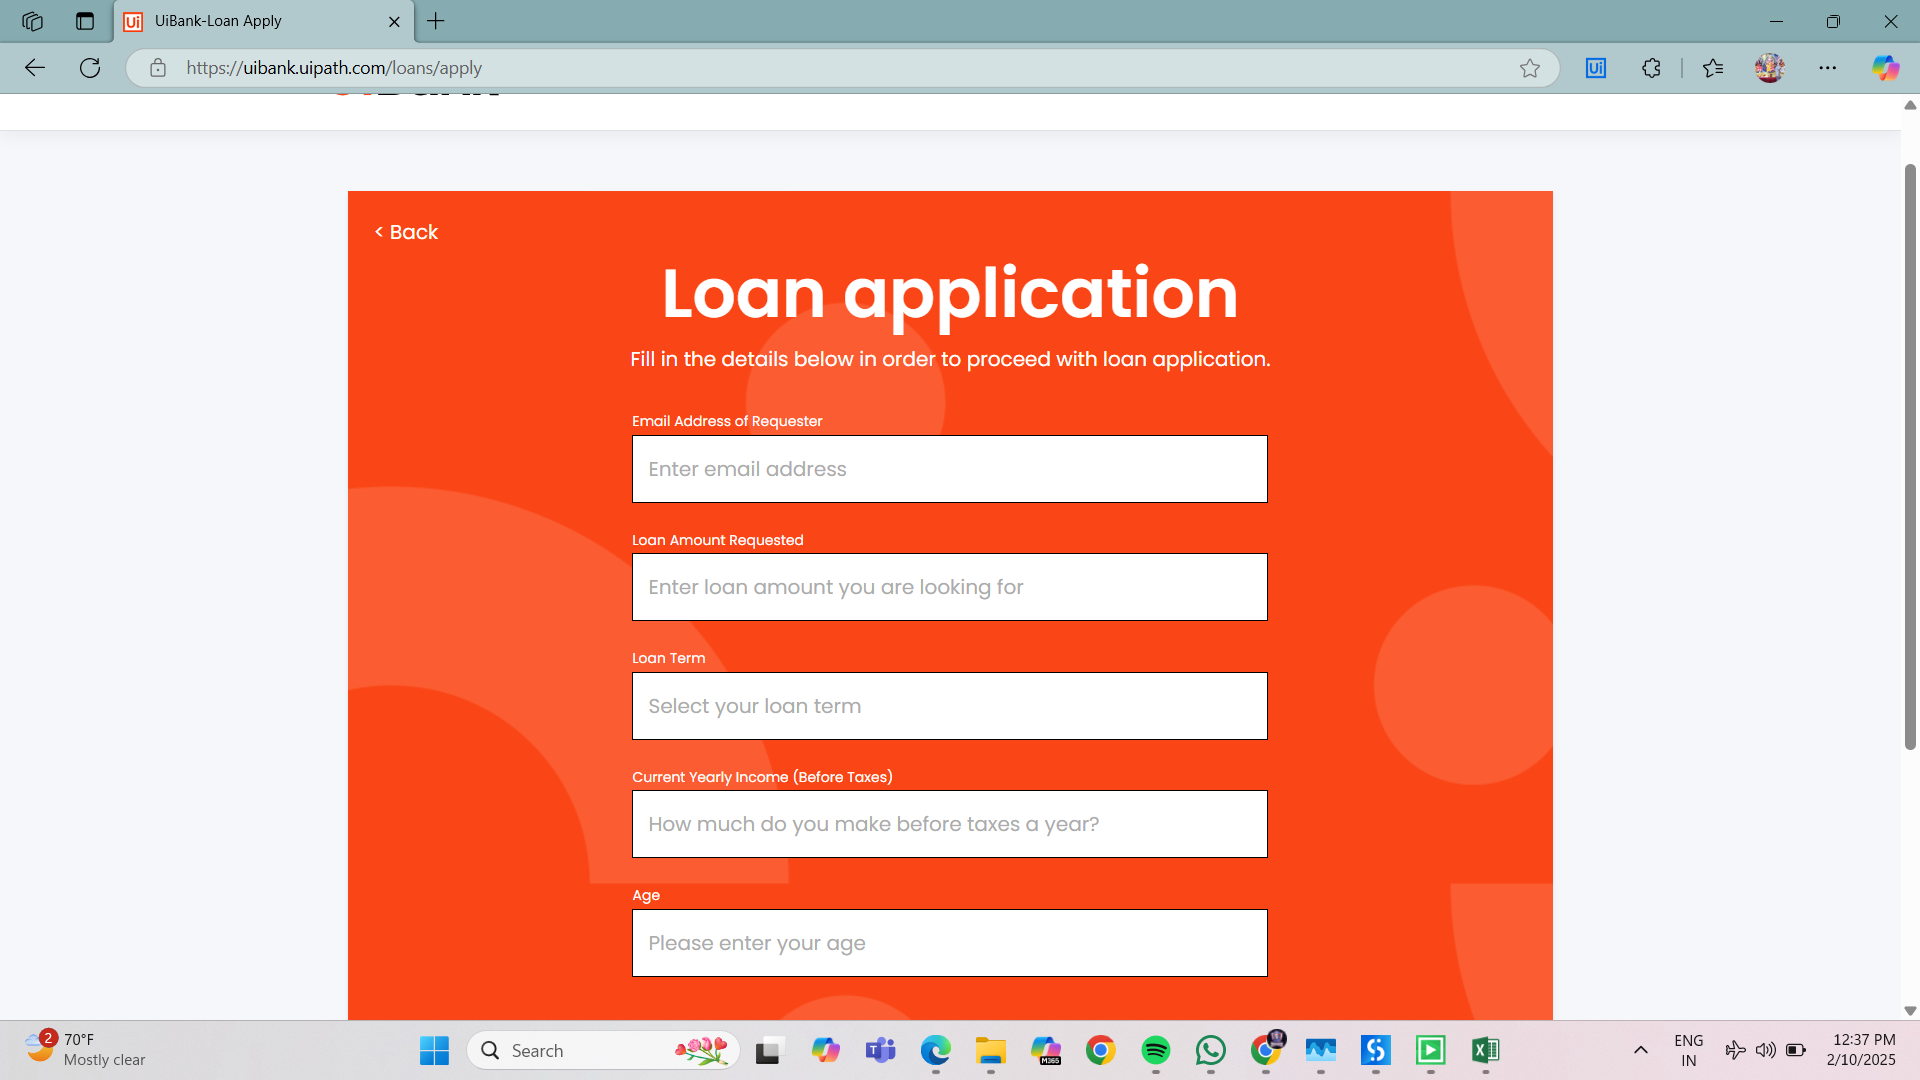 UiBank-Loan Apply
https://uibank.uipath.com/loans/apply
< Back
Loan application
Fill in the details below in order to proceed with loan application.
Email Address of Requester
Enter email address
Loan Amount Requested
Enter loan amount you are looking for
Loan Term
Select your loan term
Current Yearly Income (Before Taxes)
How much do you make before taxes a year?
Age
Please enter your age
2
70°F
Mostly clear
Search
M365
ENG
IN
12:37 PM
2/10/2025